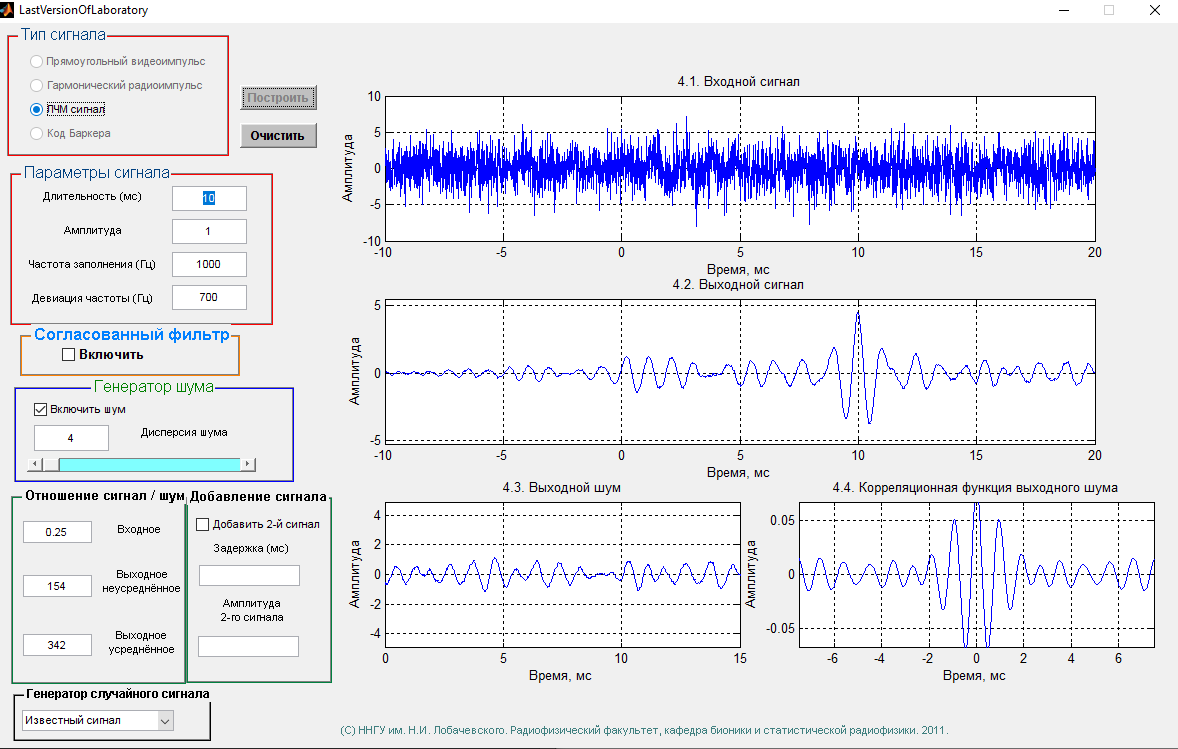 LastVersionOfLaboratory
Тип сигнала
Прямоугольный видеоимпульс
Гармонический радиоимпульс
ЛЧМ сигнал
Код Баркера
Построить
Очистить
Параметры сигнала
Длительность (мс)
10
Амплитуда
1
Частота заполнения (Гц)
1000
Девиация частоты (Гц)
700
Согласованный фильтр
Включить
Генератор шума
Включить шум
4
Дисперсия шума
Отношение сигнал / шум
0.25
Входное
154
Выходное
неусреднённое
342
Выходное
усреднённое
Добавление сигнала
Добавить 2-й сигнал
Задержка (мс)
Амплитуда
2-го сигнала
Генератор случайного сигнала
Известный сигнал
4.1. Входной сигнал
Амплитуда
10
5
0
-5
-10
-10 -5 0 5 10 15 20
Время, мс
4.2. Выходной сигнал
Амплитуда
5
0
-5
-10 -5 0 5 10 15 20
Время, мс
4.3. Выходной шум
Амплитуда
4
2
0
-2
-4
0 5 10 15
Время, мс
4.4. Корреляционная функция выходного шума
Амплитуда
0.05
0
-0.05
-6 -4 -2 0 2 4 6
Время, мс
(С) ННГУ им. Н.И. Лобачевского. Радиофизический факультет, кафедра бионики и статистической радиофизики. 2011.